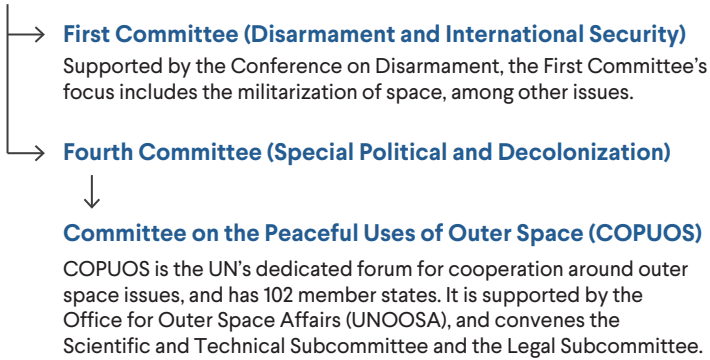 First Committee (Disarmament and International Security)
Supported by the Conference on Disarmament, the First Committee's
focus includes the militarization of space, among other issues.
Fourth Committee (Special Political and Decolonization)
Committee on the Peaceful Uses of Outer Space (COPUOS)
COPUOS is the UN's dedicated forum for cooperation around outer
space issues, and has 102 member states. It is supported by the
Office for Outer Space Affairs (UNOOSA), and convenes the
Scientific and Technical Subcommittee and the Legal Subcommittee.